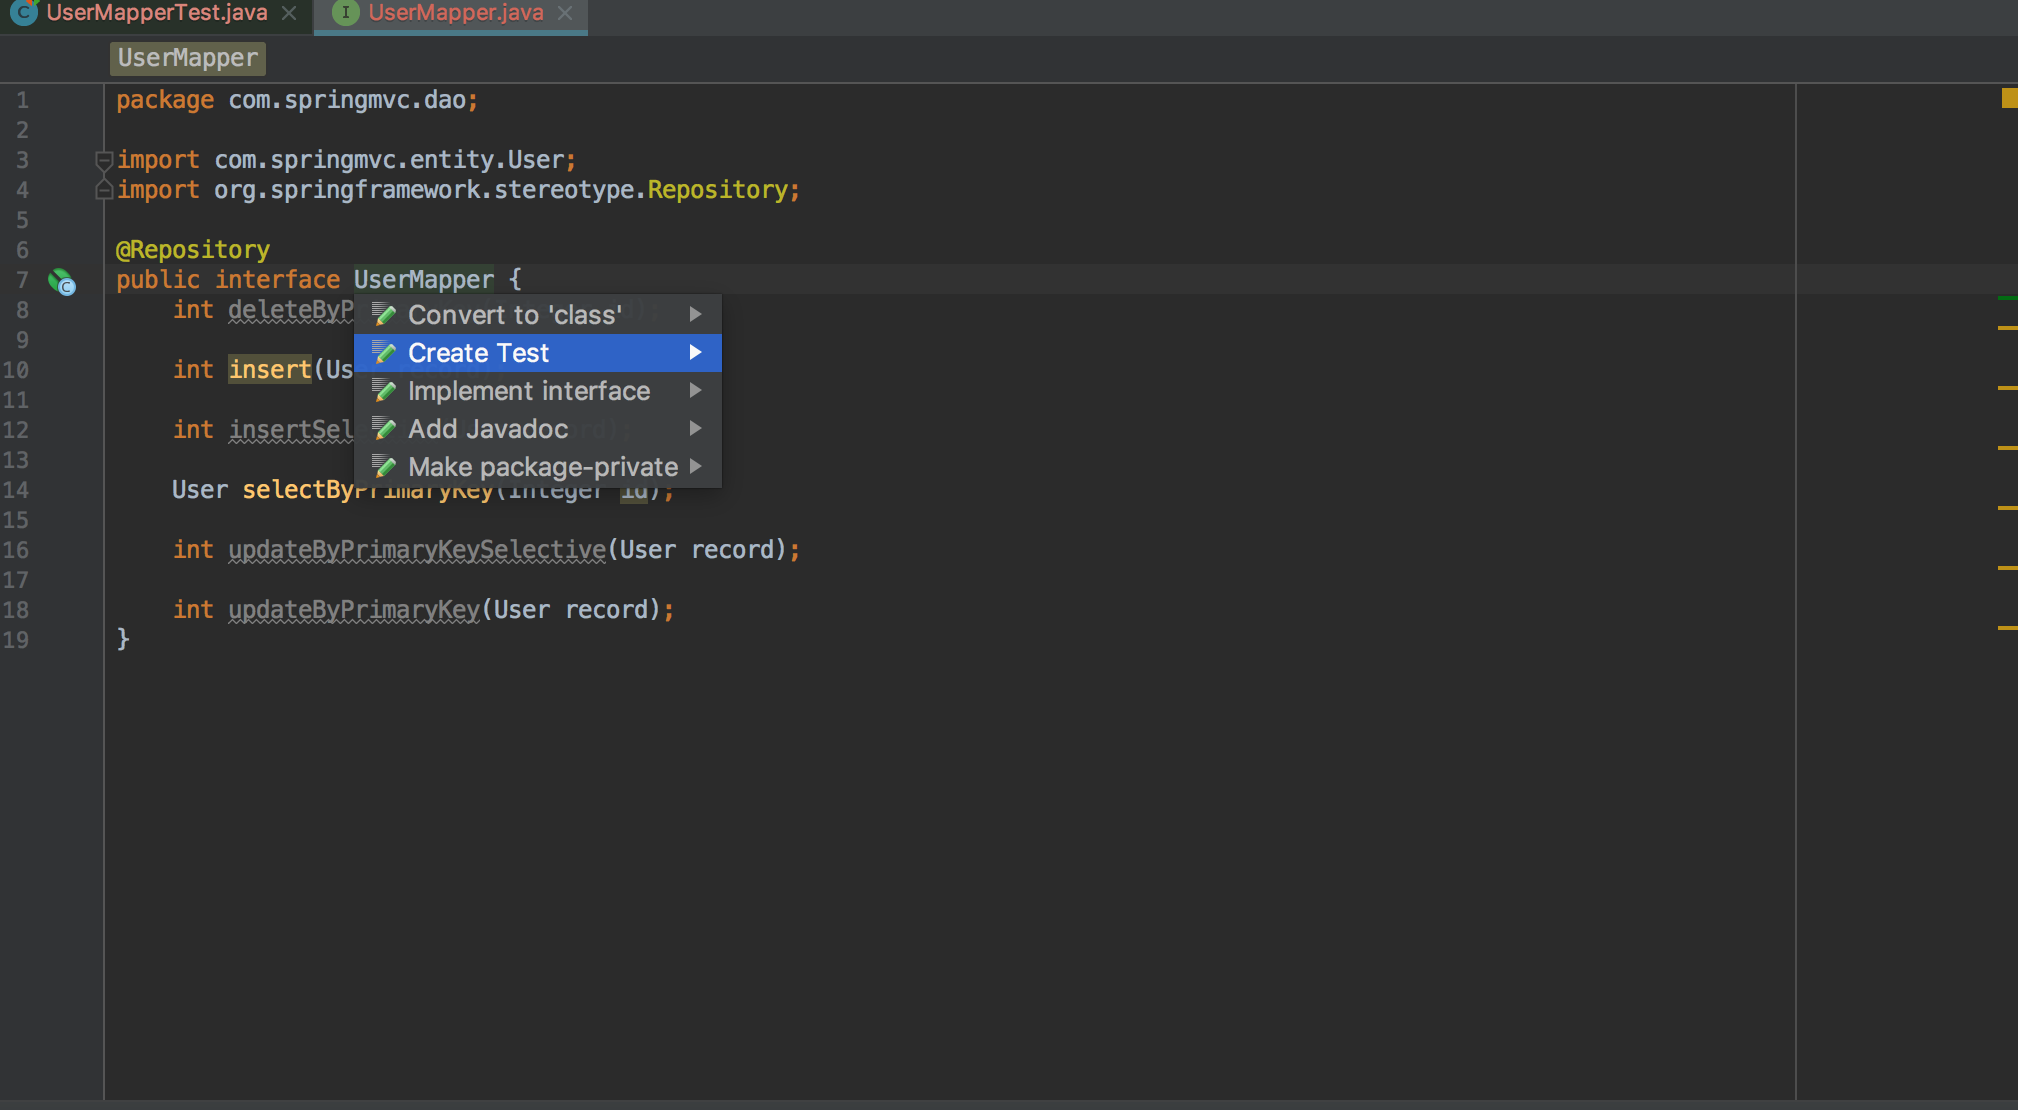 UserMapperTest.java UserMapper.java
UserMapper
1 package com.springmvc.dao;
2
3 import com.springmvc.entity.User;
4 import org.springframework.stereotype.Repository;
5
6 @Repository
7 public interface UserMapper {
8 int deleteByP
Convert to 'class'
9
Create Test
10 int insert(Us
Implement interface
11
12 int insertSel
Add Javadoc
13
Make package-private
14 User selectByPrimaryKey(Integer id);
15
16 int updateByPrimaryKeySelective(User record);
17
18 int updateByPrimaryKey(User record);
19 }